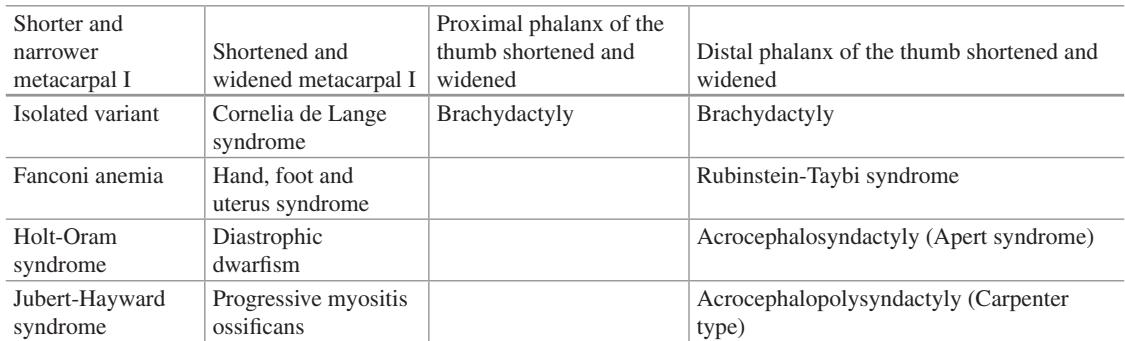 Shorter and
narrower
metacarpal I
Shortened and
widened metacarpal I
Proximal phalanx of the
thumb shortened and
widened
Distal phalanx of the thumb shortened and
widened
Isolated variant
Cornelia de Lange
syndrome
Brachydactyly
Brachydactyly
Fanconi anemia
Hand, foot and
uterus syndrome
Rubinstein-Taybi syndrome
Holt-Oram
syndrome
Diastrophic
dwarfism
Acrocephalosyndactyly (Apert syndrome)
Jubert-Hayward
syndrome
Progressive myositis
ossificans
Acrocephalopolysyndactyly (Carpenter
type)